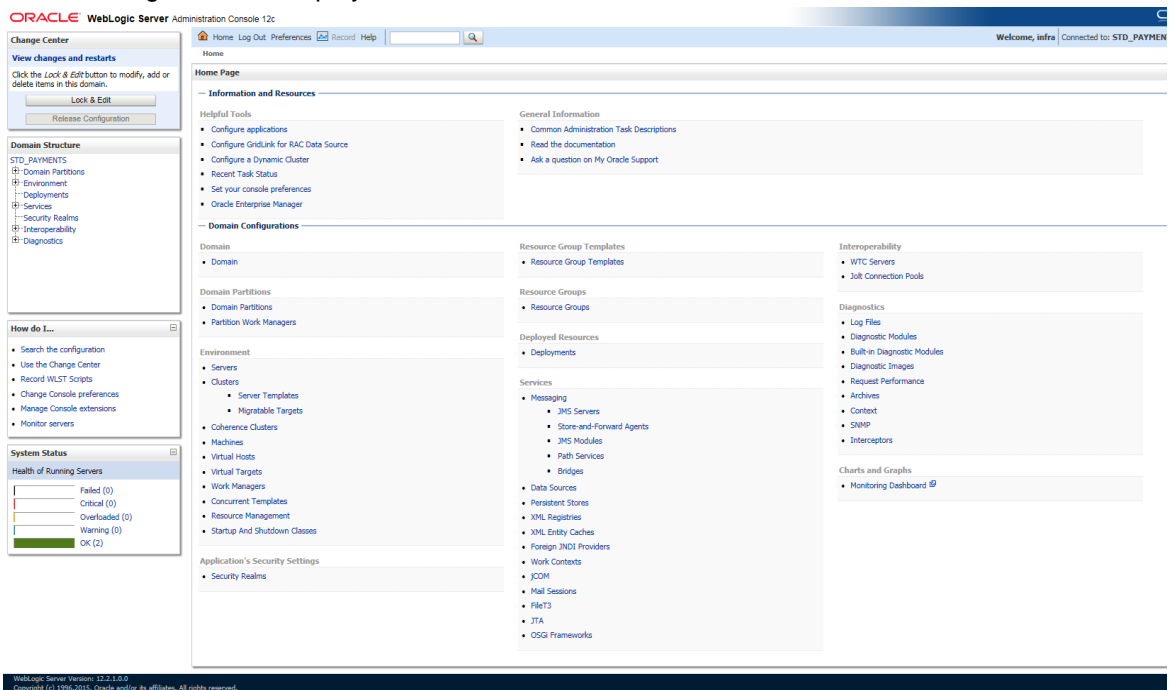 ORACLE WebLogic Server Administration Console 12c
Change Center
View changes and restarts
Click the Lock & Edit button to modify, add or
delete items in this domain.
Lock & Edit
Release Configuration
Domain Structure
STD_PAYMENTS
Domain Partitions
Environment
Deployments
Services
Security Realms
Interoperability
Diagnostics
How do I...
Search the configuration
Use the Change Center
Record WLST Scripts
Change Console preferences
Manage Console extensions
Monitor servers
System Status
Health of Running Servers
Failed (0)
Critical (0)
Overloaded (0)
Warning (0)
OK (2)
Home Log Out Preferences Record Help
Welcome, infra Connected to: STD_PAYMEN
Home
Home Page
Information and Resources
Helpful Tools
Configure applications
Configure GridLink for RAC Data Source
Configure a Dynamic Cluster
Recent Task Status
Set your console preferences
Oracle Enterprise Manager
General Information
Common Administration Task Descriptions
Read the documentation
Ask a question on My Oracle Support
Domain Configurations
Domain
Domain
Domain Partitions
Domain Partitions
Partition Work Managers
Environment
Servers
Clusters
Server Templates
Migratable Targets
Coherence Clusters
Machines
Virtual Hosts
Virtual Targets
Work Managers
Concurrent Templates
Resource Management
Startup And Shutdown Classes
Application's Security Settings
Security Realms
Resource Group Templates
Resource Group Templates
Resource Groups
Resource Groups
Deployed Resources
Deployments
Services
Messaging
JMS Servers
Store-and-Forward Agents
JMS Modules
Path Services
Bridges
Data Sources
Persistent Stores
XML Registries
XML Entity Caches
Foreign JNDI Providers
Work Contexts
jCOM
Mail Sessions
FileT3
JTA
OSGi Frameworks
Interoperability
WTC Servers
Jolt Connection Pools
Diagnostics
Log Files
Diagnostic Modules
Built-in Diagnostic Modules
Diagnostic Images
Request Performance
Archives
Context
SNMP
Interceptors
Charts and Graphs
Monitoring Dashboard
WebLogic Server Version: 12.2.1.0.0
Copyright (c) 1996,2015, Oracle and/or its affiliates. All rights reserved.